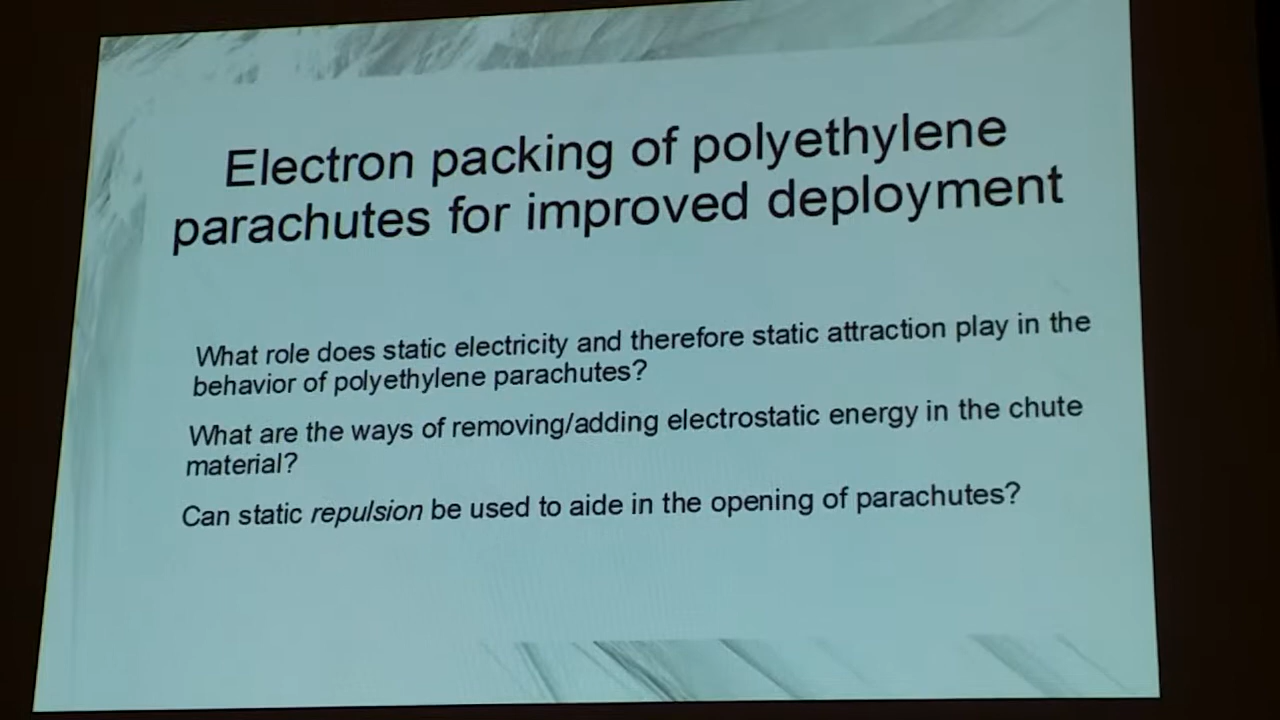 Electron packing of polyethylene
parachutes for improved deployment
What role does static electricity and therefore static attraction play in the
behavior of polyethylene parachutes?
What are the ways of removing/adding electrostatic energy in the chute
material?
Can static repulsion be used to aide in the opening of parachutes?